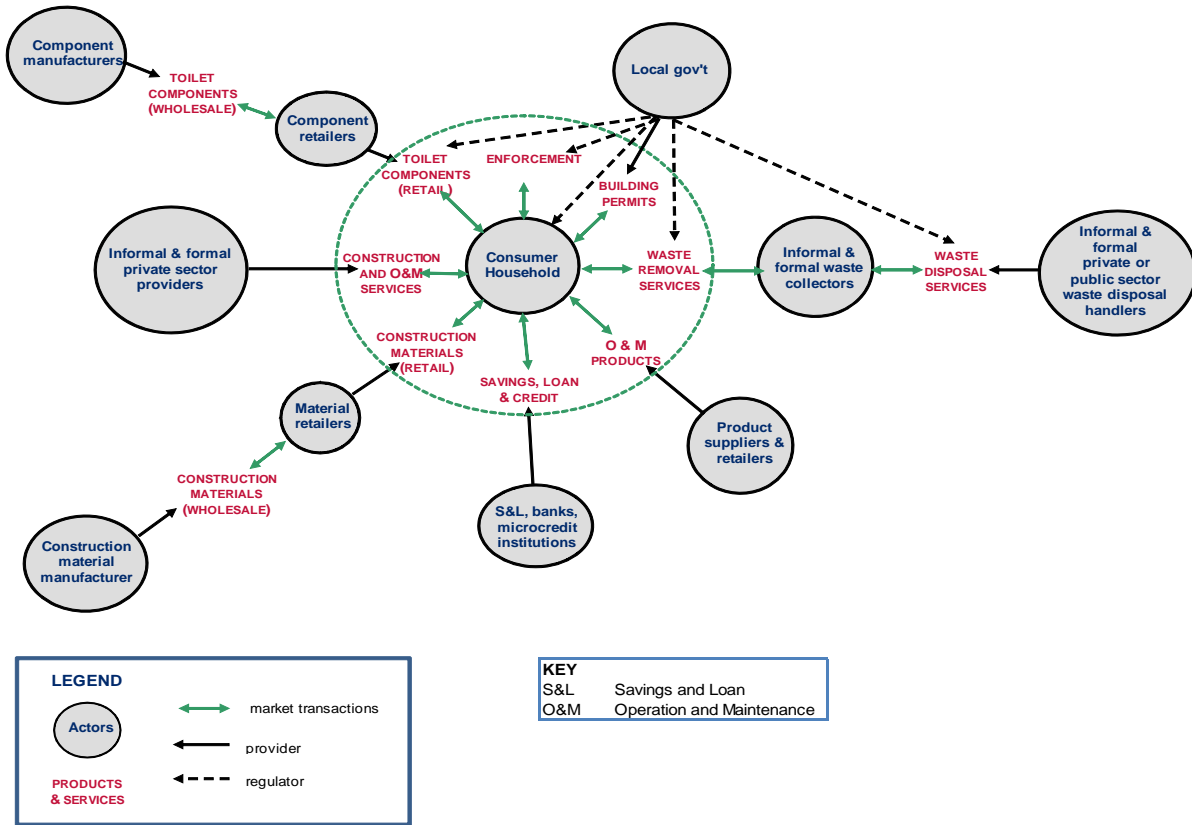 Component
manufacturers
TOILET
COMPONENTS
(WHOLESALE)
Component
retailers
Local gov't
TOILET
COMPONENTS
(RETAIL)
ENFORCEMENT
BUILDING
PERMITS
Informal & formal
private sector
providers
CONSTRUCTION
AND O&M
SERVICES
Consumer
Household
WASTE
REMOVAL
SERVICES
Informal &
formal waste
collectors
WASTE
DISPOSAL
SERVICES
Informal &
formal
private or
public sector
waste disposal
handlers
CONSTRUCTION
MATERIALS
(RETAIL)
O & M
PRODUCTS
SAVINGS, LOAN
& CREDIT
Material
retailers
Product
suppliers &
retailers
CONSTRUCTION
MATERIALS
(WHOLESALE)
S&L, banks,
microcredit
institutions
Construction
material
manufacturer
LEGEND
Actors
PRODUCTS
& SERVICES
market transactions
provider
regulator
KEY
S&L Savings and Loan
O&M Operation and Maintenance